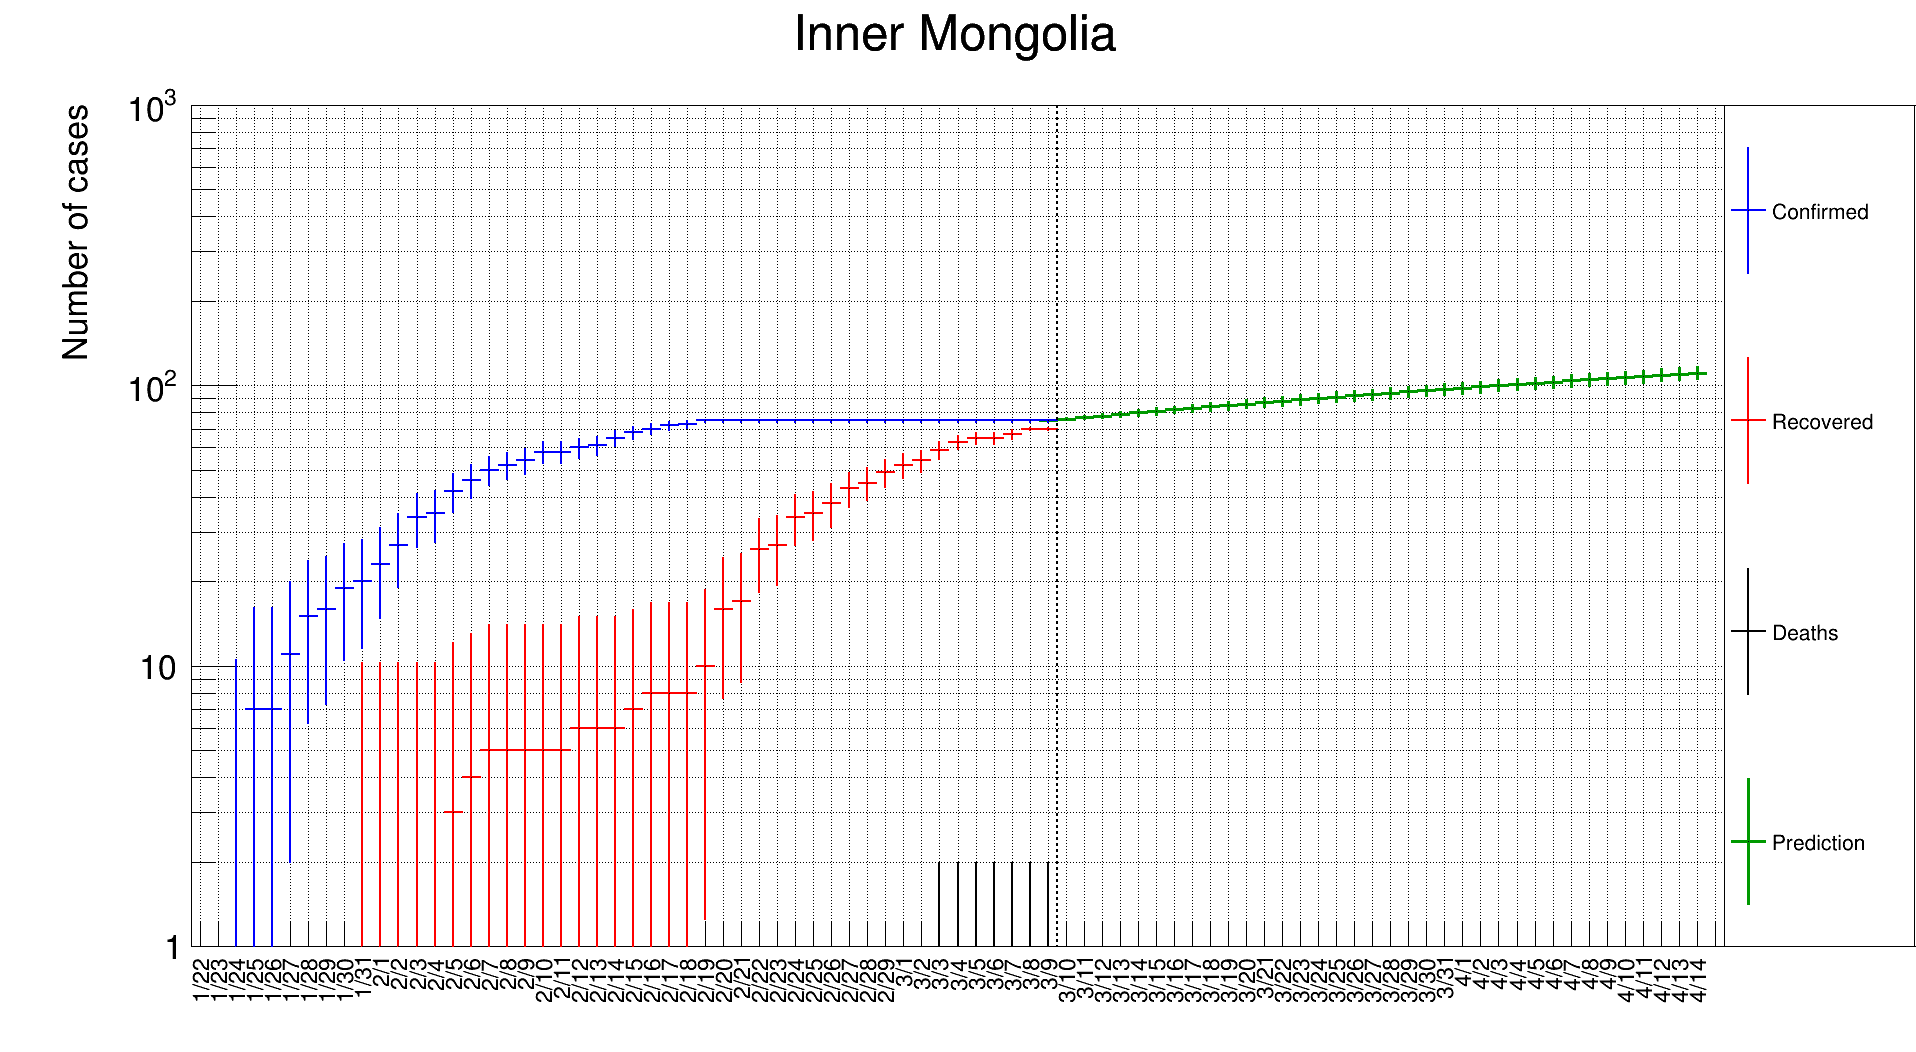 Inner Mongolia
Number of cases
10³
10²
10
1
1/22 1/23 1/24 1/25 1/26 1/27 1/28 1/29 1/30 1/31 2/1 2/2 2/3 2/4 2/5 2/6 2/7 2/8 2/9 2/10 2/11 2/12 2/13 2/14 2/15 2/16 2/17 2/18 2/19 2/20 2/21 2/22 2/23 2/24 2/25 2/26 2/27 2/28 2/29 3/1 3/2 3/3 3/4 3/5 3/6 3/7 3/8 3/9 3/10 3/11 3/12 3/13 3/14 3/15 3/16 3/17 3/18 3/19 3/20 3/21 3/22 3/23 3/24 3/25 3/26 3/27 3/28 3/29 3/30 3/31 4/1 4/2 4/3 4/4 4/5 4/6 4/7 4/8 4/9 4/10 4/11 4/12 4/13 4/14
Confirmed
Recovered
Deaths
Prediction